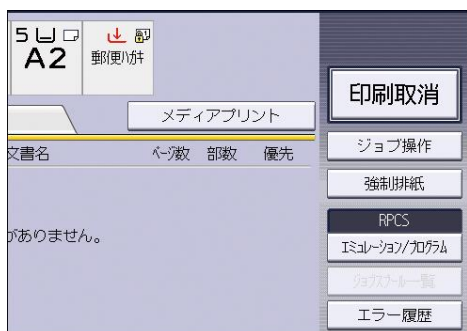 5
A2
郵便ハガキ
印刷取消
メディアプリント
ジョブ操作
文書名 ページ数 部数 優先
強制排紙
RPCS
がありません。
エミュレーション/プログラム
ジョブスプール一覧
エラー履歴